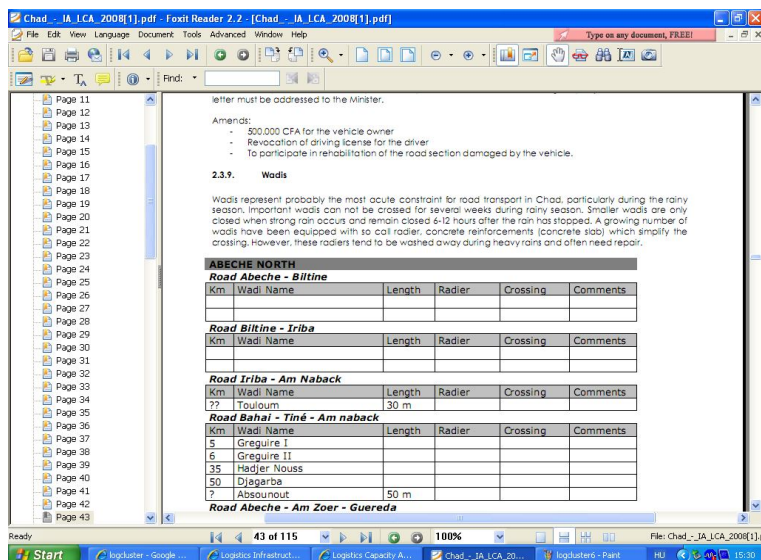 Chad_-_IA_LCA_2008[1].pdf - Foxit Reader 2.2 - [Chad_-_IA_LCA_2008[1].pdf]
File Edit View Language Document Tools Advanced Window Help
Type on any document, FREE!
Find:
Page 11
Page 12
Page 13
Page 14
Page 15
Page 16
Page 17
Page 18
Page 19
Page 20
Page 21
Page 22
Page 23
Page 24
Page 25
Page 26
Page 27
Page 28
Page 29
Page 30
Page 31
Page 32
Page 33
Page 34
Page 35
Page 36
Page 37
Page 38
Page 39
Page 40
Page 41
Page 42
Page 43
letter must be addressed to the Minister.
Amends:
- 500.000 CFA for the vehicle owner
- Revocation of driving license for the driver
- To participate in rehabilitation of the road section damaged by the vehicle.
2.3.9. Wadis
Wadis represent probably the most acute constraint for road transport in Chad, particularly during the rainy
season. Important wadis can not be crossed for several weeks during rainy season. Smaller wadis are only
closed when strong rain occurs and remain closed 6-12 hours after the rain has stopped. A growing number of
wadis have been equipped with so call radier, concrete reinforcements (concrete slab) which simplify the
crossing. However, these radiers tend to be washed away during heavy rains and often need repair.
ABECHE NORTH
Road Abeche - Biltine
Km Wadi Name Length Radier Crossing Comments
Road Biltine - Iriba
Km Wadi Name Length Radier Crossing Comments
Road Iriba - Am Naback
Km Wadi Name Length Radier Crossing Comments
?? Touloum 30 m
Road Bahai - Tiné - Am naback
Km Wadi Name Length Radier Crossing Comments
5 Greguire I
6 Greguire II
35 Hadjer Nouss
50 Djagarba
? Absounout 50 m
Road Abeche - Am Zoer - Guereda
Ready
43 of 115
100%
File: Chad_-_IA_LCA_2008[1].
Start
logcluster - Google ...
Logistics Infrastruct...
Logistics Capacity A...
Chad_-_IA_LCA_20...
logcluster6 - Paint
HU
15:30